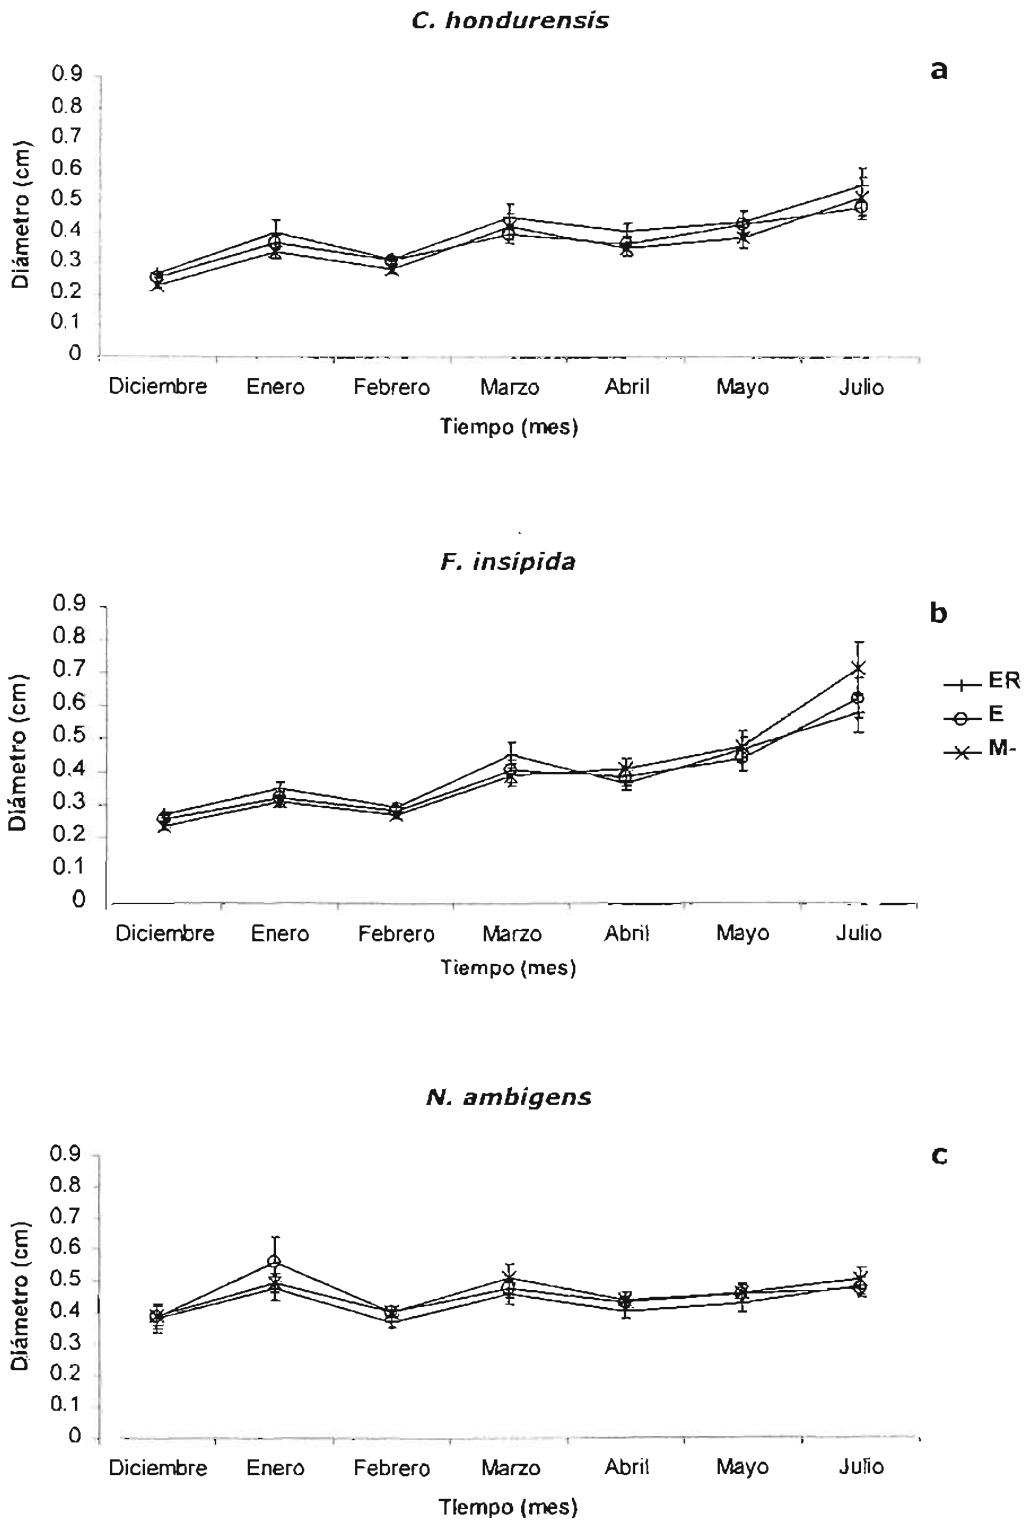 C. hondurensis
a
0.9
0.8
0.7
0.6
0.5
0.4
0.3
0.2
0.1
0
Diámetro (cm)
Diciembre Enero Febrero Marzo Abril Mayo Julio
Tiempo (mes)
F. insípida
b
0.9
0.8
0.7
0.6
0.5
0.4
0.3
0.2
0.1
0
Diámetro (cm)
ER
E
M-
Diciembre Enero Febrero Marzo Abril Mayo Julio
Tiempo (mes)
N. ambigens
c
0.9
0.8
0.7
0.6
0.5
0.4
0.3
0.2
0.1
0
Diámetro (cm)
Diciembre Enero Febrero Marzo Abril Mayo Julio
Tiempo (mes)